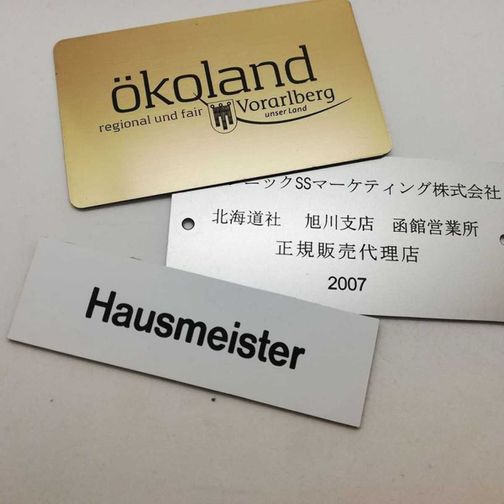 ökoland
regional und fair Vorarlberg
unser Land
ックSSマーケティング株式会社
北海道社 旭川支店 函館営業所
正規販売代理店
2007
Hausmeister